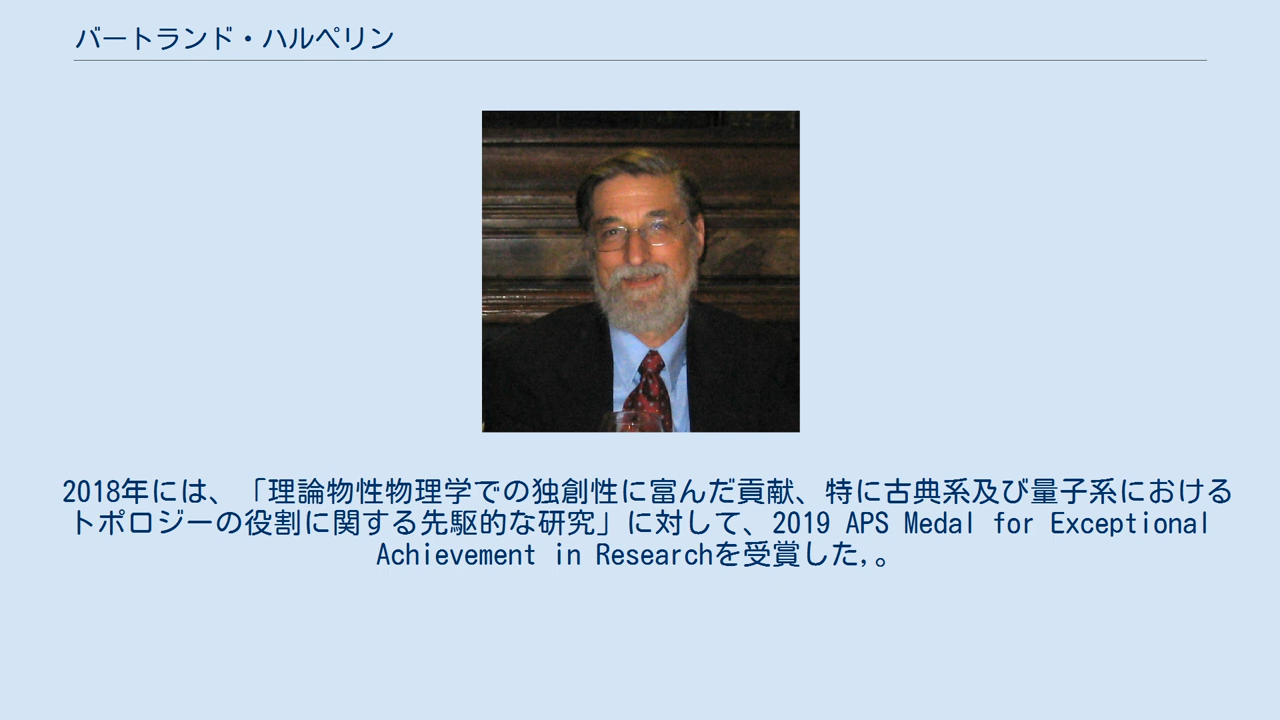 バートランド・ハルペリン
2018年には、「理論物性物理学での独創性に富んだ貢献、特に古典系及び量子系における
トポロジーの役割に関する先駆的な研究」に対して、2019 APS Medal for Exceptional
Achievement in Researchを受賞した,。